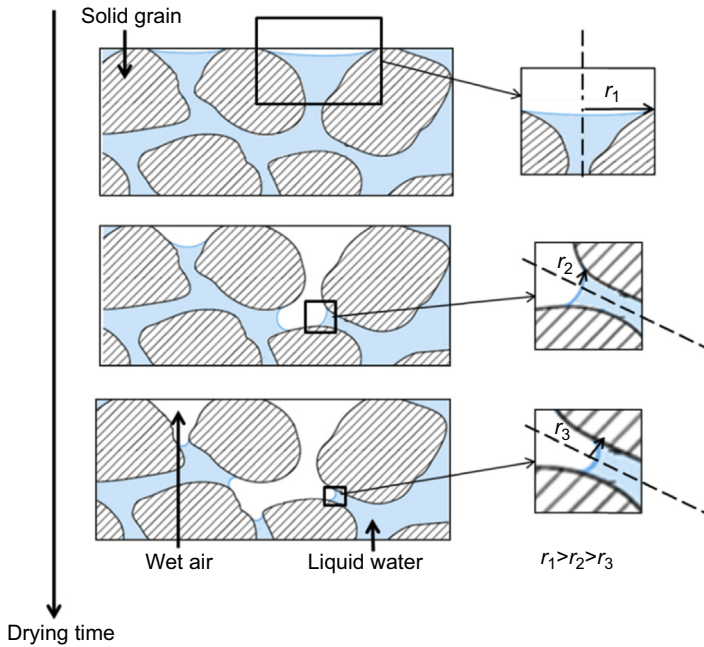 Solid grain
r1
r2
r3
Wet air
Liquid water
r1>r2>r3
Drying time